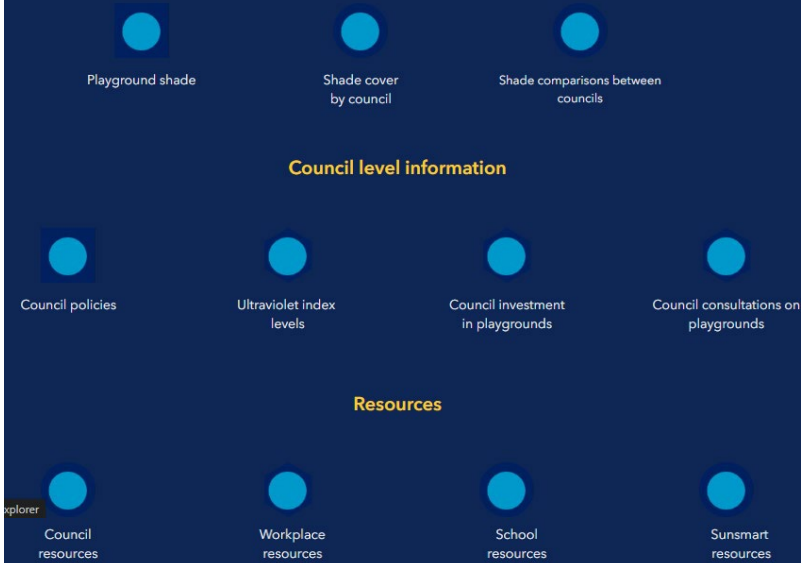 Playground shade
Shade cover
by council
Shade comparisons between
councils
Council level information
Council policies
Ultraviolet index
levels
Council investment
in playgrounds
Council consultations on
playgrounds
Resources
xplorer
Council
resources
Workplace
resources
School
resources
Sunsmart
resources